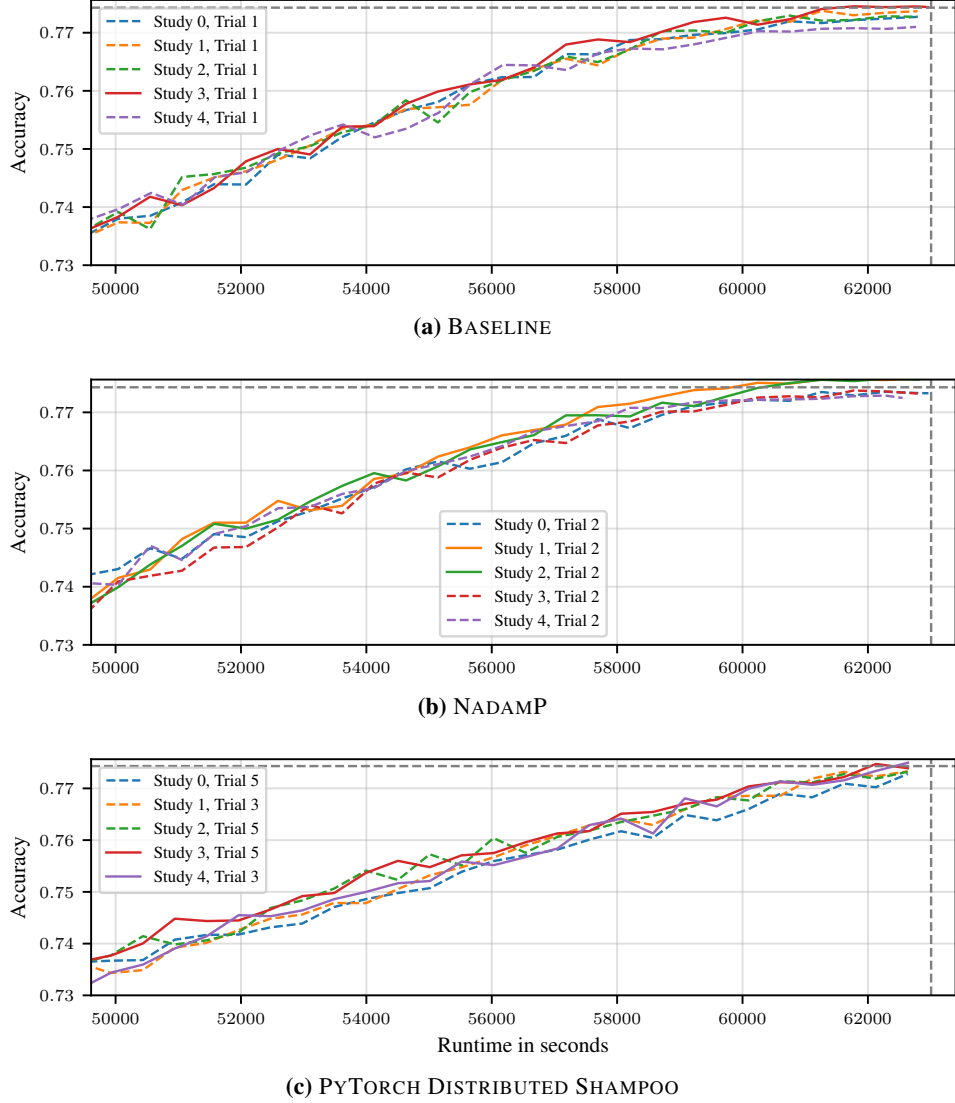 0.77
0.76
0.75
0.74
0.73
Accuracy
Study 0, Trial 1
Study 1, Trial 1
Study 2, Trial 1
Study 3, Trial 1
Study 4, Trial 1
50000 52000 54000 56000 58000 60000 62000
(a) BASELINE
0.77
0.76
0.75
0.74
0.73
Accuracy
Study 0, Trial 2
Study 1, Trial 2
Study 2, Trial 2
Study 3, Trial 2
Study 4, Trial 2
50000 52000 54000 56000 58000 60000 62000
(b) NADAMP
0.77
0.76
0.75
0.74
0.73
Accuracy
Study 0, Trial 5
Study 1, Trial 3
Study 2, Trial 5
Study 3, Trial 5
Study 4, Trial 3
50000 52000 54000 56000 58000 60000 62000
Runtime in seconds
(c) PYTORCH DISTRIBUTED SHAMPOO